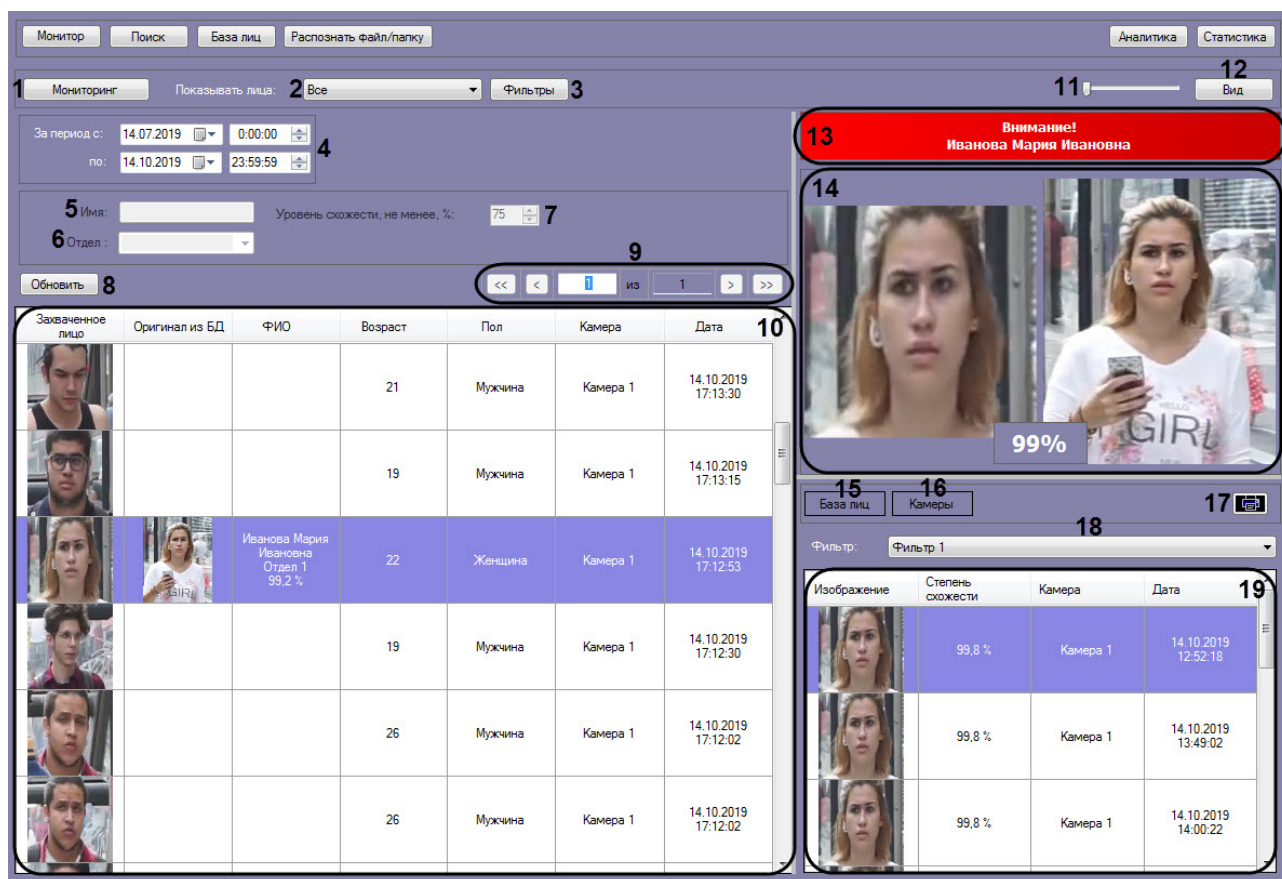 Монитор Поиск База лиц Распознать файл/папку Аналитика Статистика
1 Мониторинг Показывать лица: 2 Все Фильтры 3 11 12 Вид
За период с: 14.07.2019 0:00:00
по: 14.10.2019 23:59:59
4
5 Имя: Уровень схожести, не менее, %: 75 7
6 Отдел :
Обновить 8
9
<< < 1 из 1 > >>
Захваченное лицо Оригинал из БД ФИО Возраст Пол Камера Дата 10
21 Мужчина Камера 1 14.10.2019 17:13:30
19 Мужчина Камера 1 14.10.2019 17:13:15
Иванова Мария
Ивановна
Отдел 1
99,2 %
22 Женщина Камера 1 14.10.2019 17:12:53
19 Мужчина Камера 1 14.10.2019 17:12:30
26 Мужчина Камера 1 14.10.2019 17:12:02
26 Мужчина Камера 1 14.10.2019 17:12:02
13
Внимание!
Иванова Мария Ивановна
14
HELLO
GIRL
99%
15 16
База лиц Камеры 17
18
Фильтр: Фильтр 1
Изображение Степень схожести Камера Дата 19
99,8 % Камера 1 14.10.2019 12:52:18
99,8 % Камера 1 14.10.2019 13:49:02
99,8 % Камера 1 14.10.2019 14:00:22